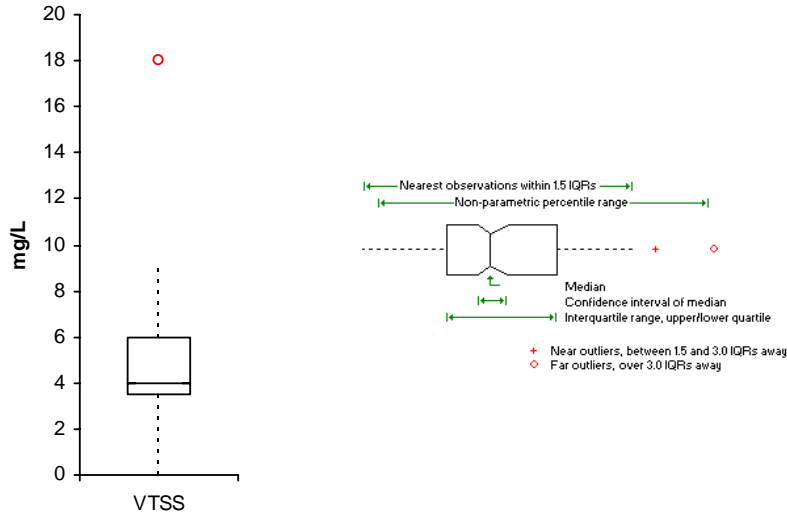 20
18
16
14
12
10
8
6
4
2
0
mg/L
VTSS
Nearest observations within 1.5 IQRs
Non-parametric percentile range
Median
Confidence interval of median
Interquartile range, upper/lower quartile
+ Near outliers, between 1.5 and 3.0 IQRs away
Far outliers, over 3.0 IQRs away